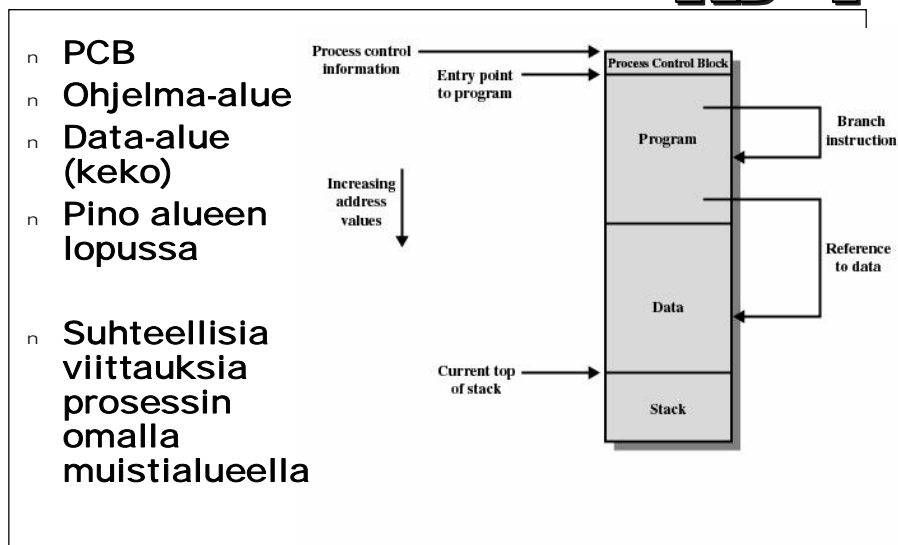 n PCB
n Ohjelma-alue
n Data-alue
(keko)
n Pino alueen
lopussa
n Suhteellisia
viittauksia
prosessin
omalla
muistialueella
Process control
information
Entry point
to program
Increasing
address
values
Current top
of stack
Process Control Block
Program
Data
Stack
Branch
instruction
Reference
to data